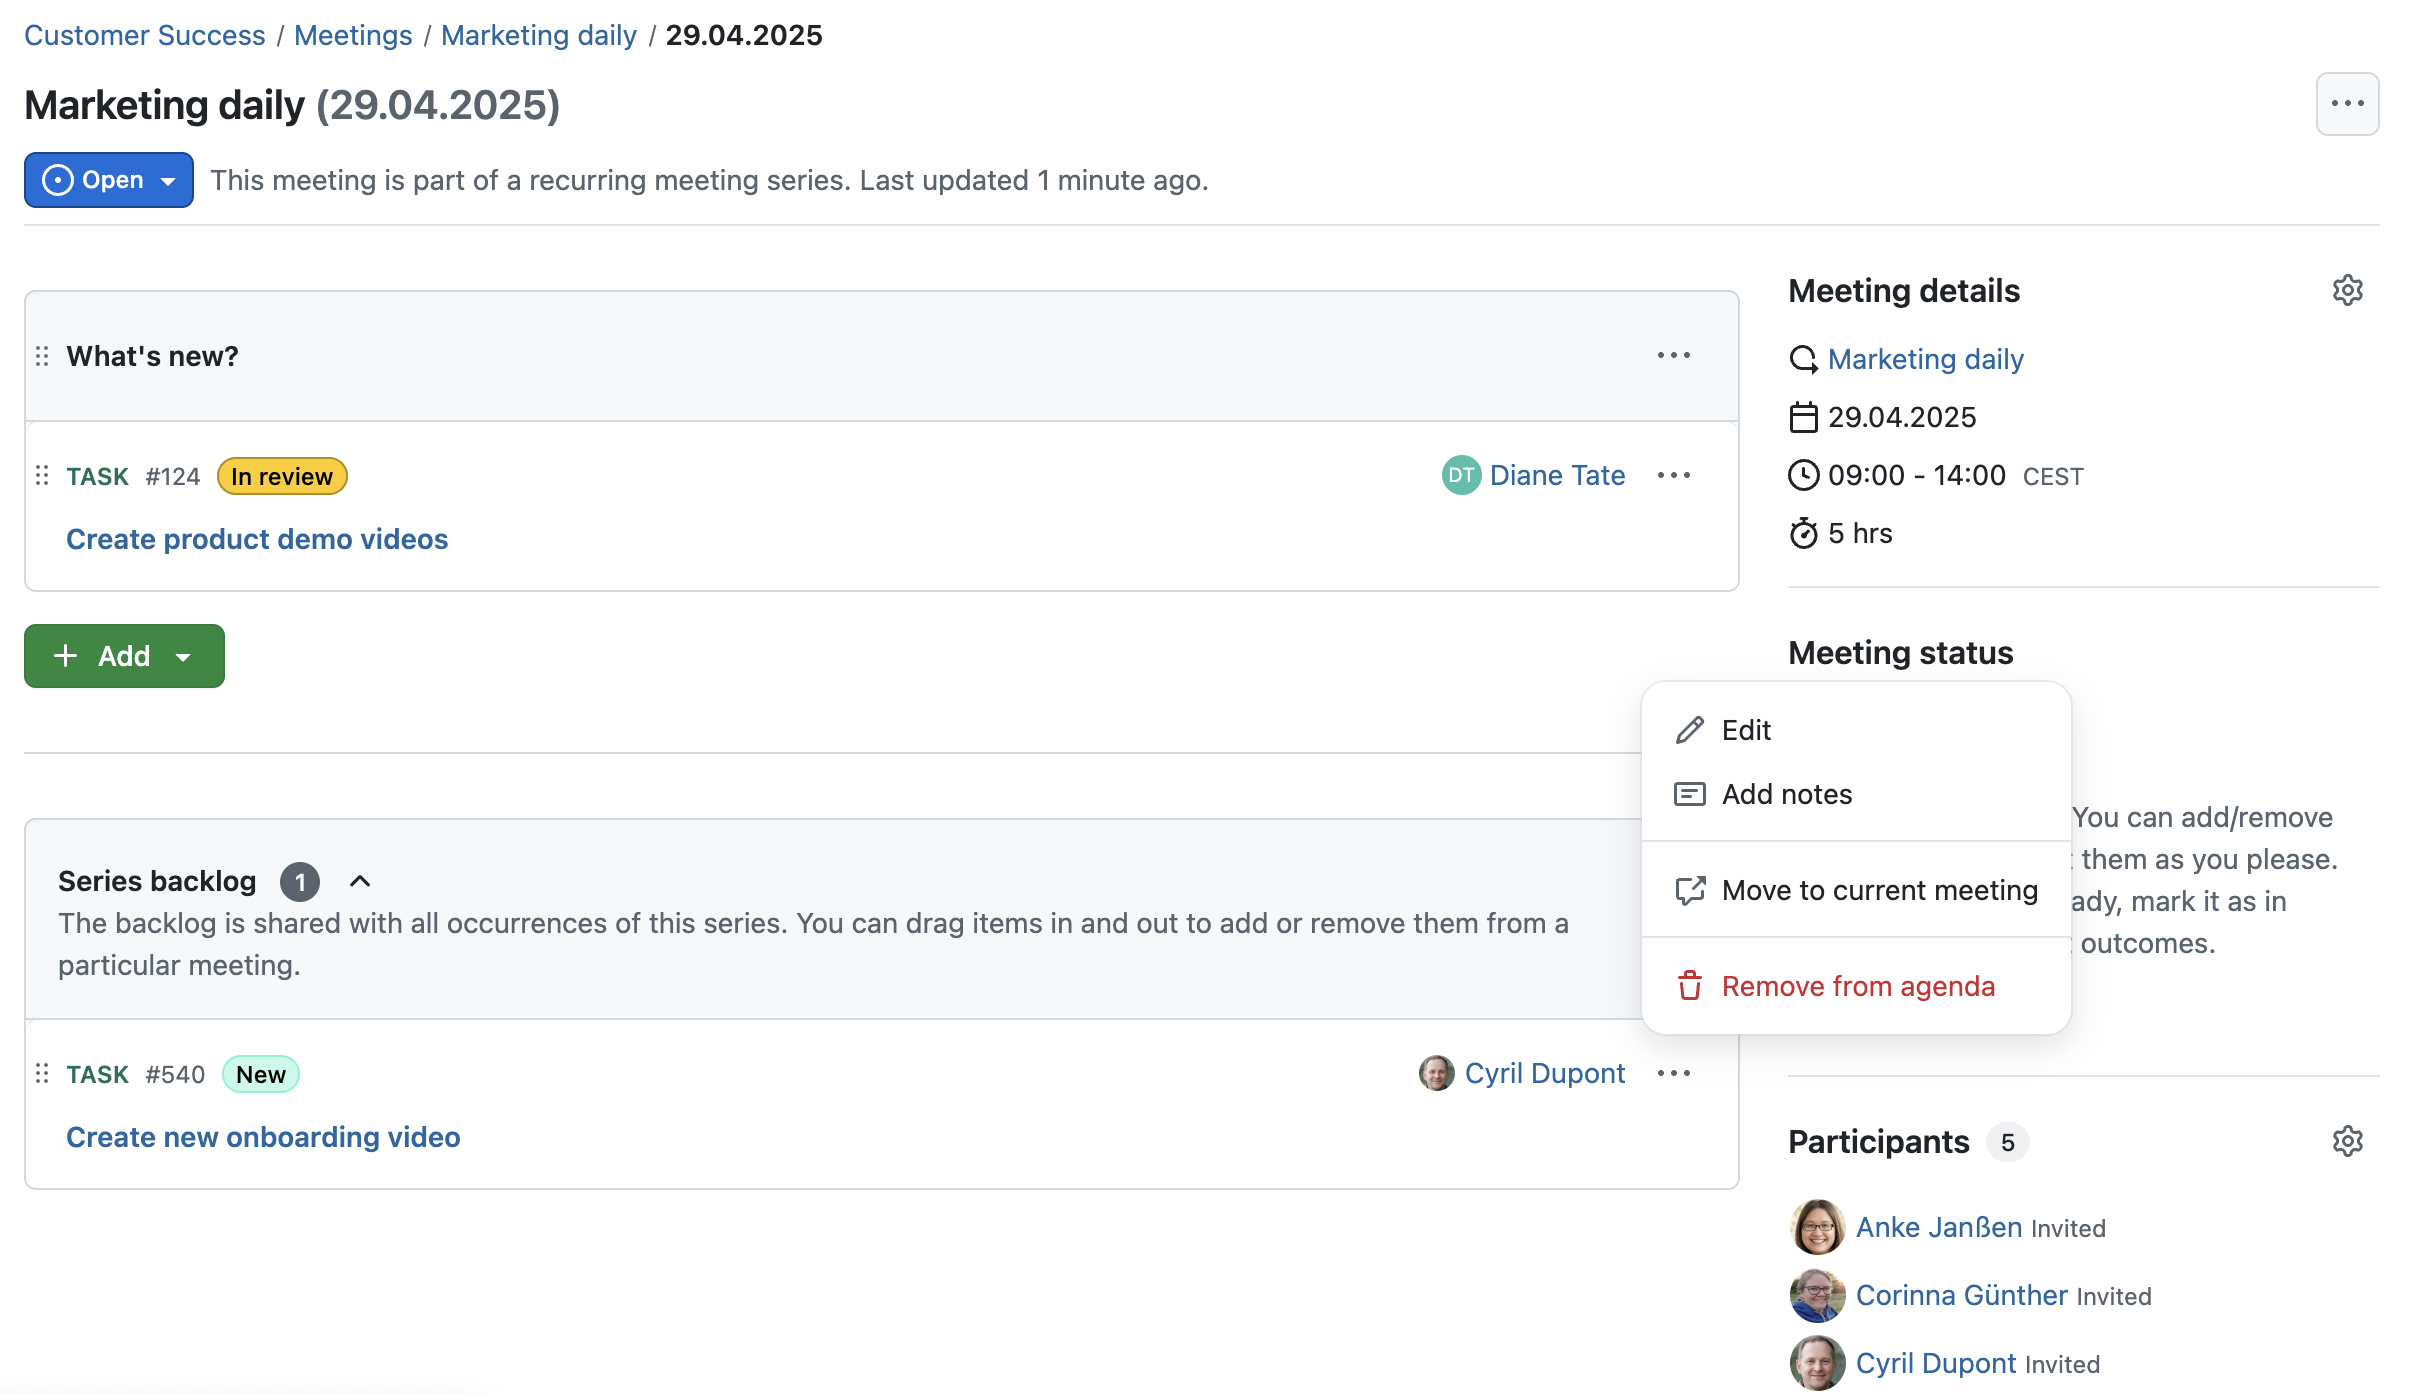 Customer Success / Meetings / Marketing daily / 29.04.2025
Marketing daily (29.04.2025)
Open
This meeting is part of a recurring meeting series. Last updated 1 minute ago.
What's new?
TASK #124 In review
DT Diane Tate
Create product demo videos
Add
Series backlog 1
The backlog is shared with all occurrences of this series. You can drag items in and out to add or remove them from a
particular meeting.
TASK #540 New
Cyril Dupont
Create new onboarding video
Edit
Add notes
Move to current meeting
Remove from agenda
Meeting details
Marketing daily
29.04.2025
09:00 - 14:00 CEST
5 hrs
Meeting status
You can add/remove
them as you please.
mark it as in
outcomes.
Participants 5
Anke Janßen Invited
Corinna Günther Invited
Cyril Dupont Invited